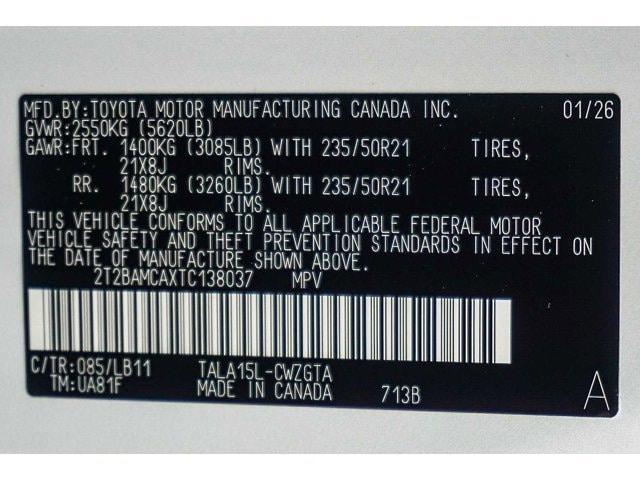 MFD.BY:TOYOTA MOTOR MANUFACTURING CANADA INC. 01/26
GVWR:2550KG (5620LB)
GAWR:FRT. 1400KG (3085LB) WITH 235/50R21 TIRES,
21X8J RIMS.
RR. 1480KG (3260LB) WITH 235/50R21 TIRES,
21X8J RIMS.
THIS VEHICLE CONFORMS TO ALL APPLICABLE FEDERAL MOTOR
VEHICLE SAFETY AND THEFT PREVENTION STANDARDS IN EFFECT ON
THE DATE OF MANUFACTURE SHOWN ABOVE.
2T2BAMCAXTC138037 MPV
C/TR:085/LB11 TALA15L-CWZGTA
TM:UA81F MADE IN CANADA 713B A